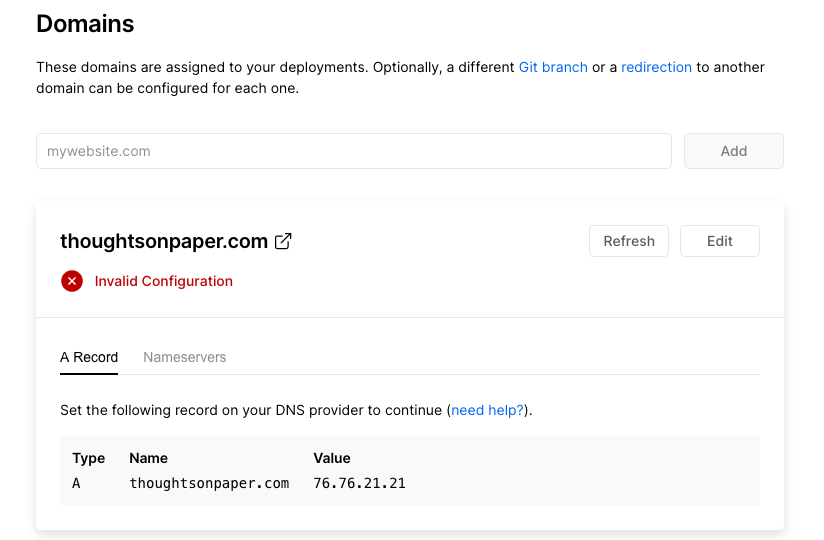 Domains
These domains are assigned to your deployments. Optionally, a different Git branch or a redirection to another
domain can be configured for each one.
mywebsite.com Add
thoughtsonpaper.com Refresh Edit
Invalid Configuration
A Record Nameservers
Set the following record on your DNS provider to continue (need help?).
Type Name Value
A thoughtsonpaper.com 76.76.21.21